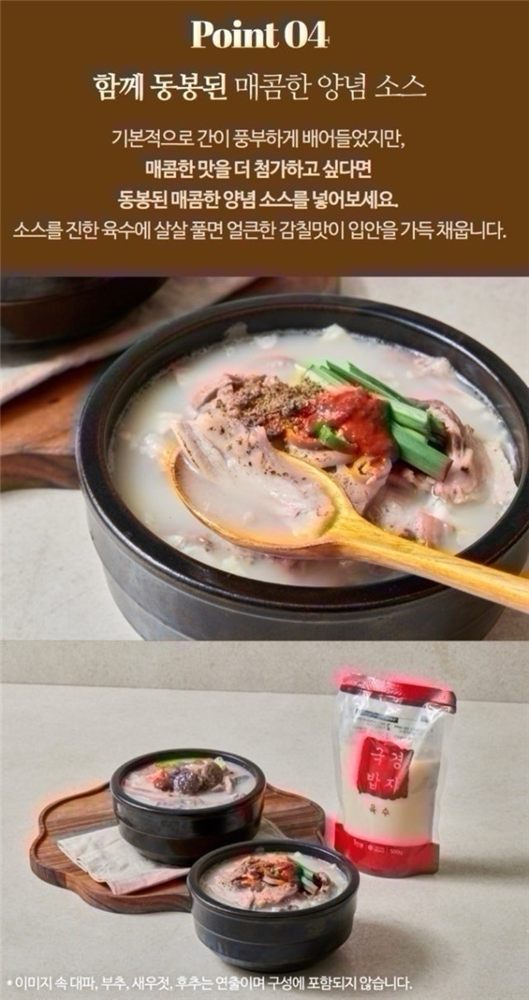 Point 04
함께 동봉된 매콤한 양념 소스
기본적으로 간이 풍부하게 배어들었지만,
매콤한 맛을 더 첨가하고 싶다면
동봉된 매콤한 양념 소스를 넣어보세요.
소스를 진한 육수에 살살 풀면 얼큰한 감칠맛이 입안을 가득 채웁니다.
국 경
밥 자
육 수
500g
* 이미지 속 대파, 부추, 새우젓, 후추는 연출이며 구성에 포함되지 않습니다.